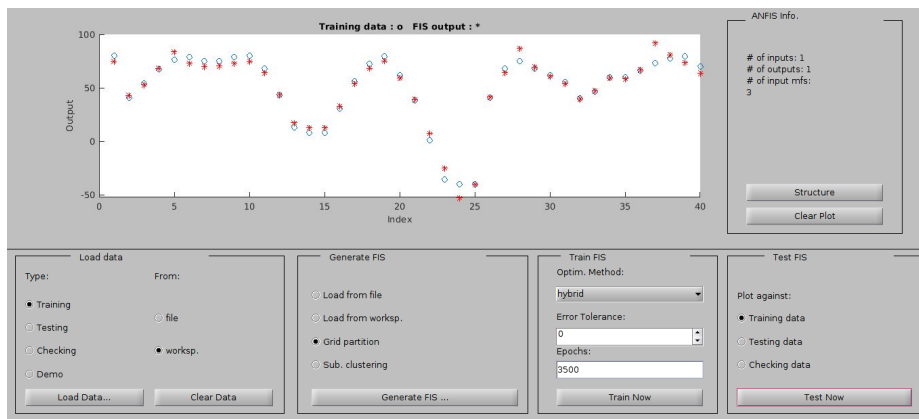 Training data : o   FIS output : *
100
50
0
-50
Output
0 5 10 15 20 25 30 35 40
Index
ANFIS Info.
# of inputs: 1
# of outputs: 1
# of input mfs:
3
Structure
Clear Plot
Load data
Type:
From:
Training
file
Testing
Checking
worksp.
Demo
Load Data...
Clear Data
Generate FIS
Load from file
Load from worksp.
Grid partition
Sub. clustering
Generate FIS ...
Train FIS
Optim. Method:
hybrid
Error Tolerance:
0
Epochs:
3500
Train Now
Test FIS
Plot against:
Training data
Testing data
Checking data
Test Now